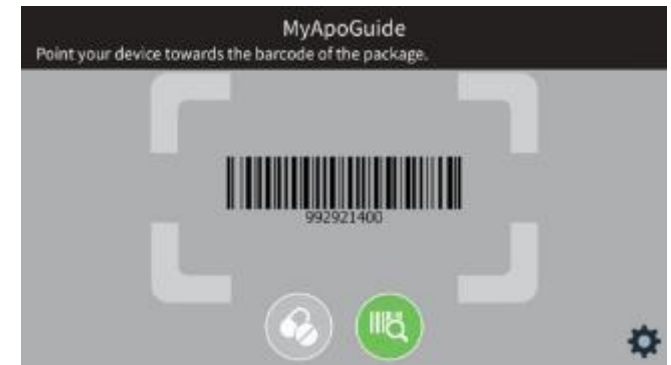 MyApoGuide
Point your device towards the barcode of the package.
992921400